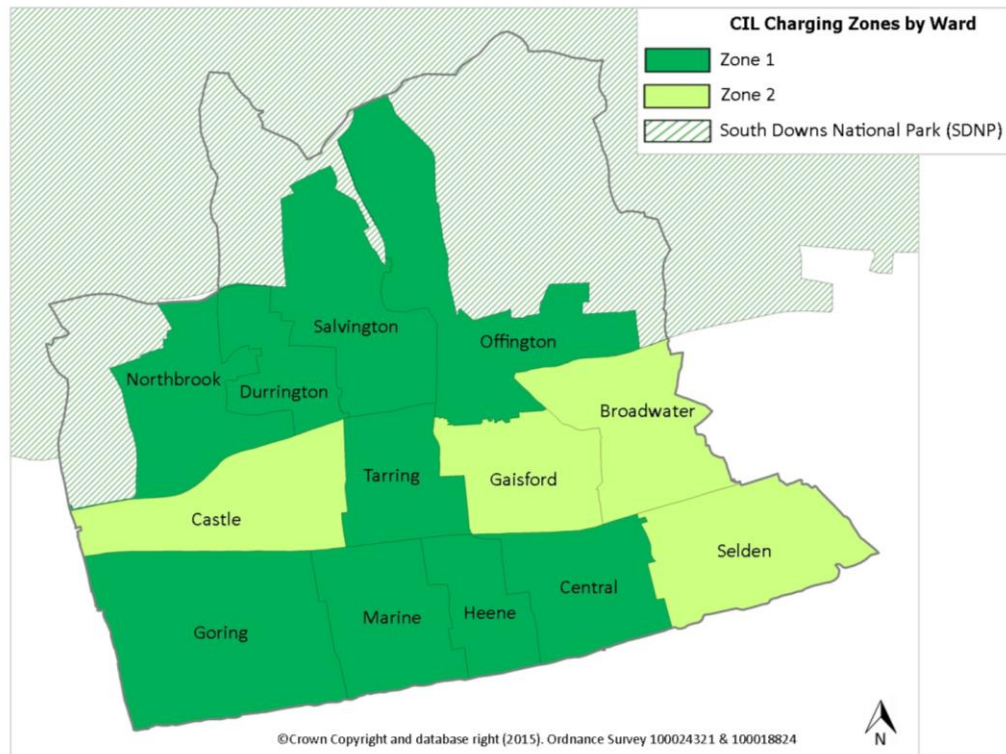 CIL Charging Zones by Ward
Zone 1
Zone 2
South Downs National Park (SDNP)
Salvington
Offington
Northbrook
Durrington
Broadwater
Tarring
Gaisford
Castle
Selden
Central
Heene
Marine
Goring
N
©Crown Copyright and database right (2015). Ordnance Survey 100024321 & 100018824